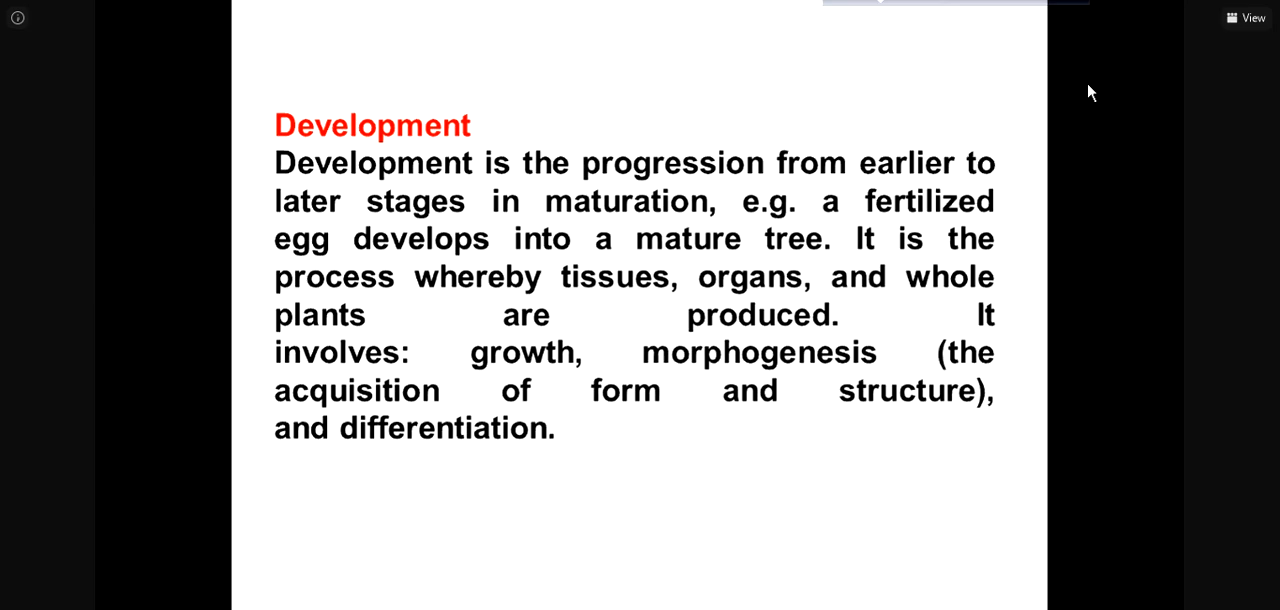 View
Development
Development is the progression from earlier to
later stages in maturation, e.g. a fertilized
egg develops into a mature tree. It is the
process whereby tissues, organs, and whole
plants are produced. It
involves: growth, morphogenesis (the
acquisition of form and structure),
and differentiation.